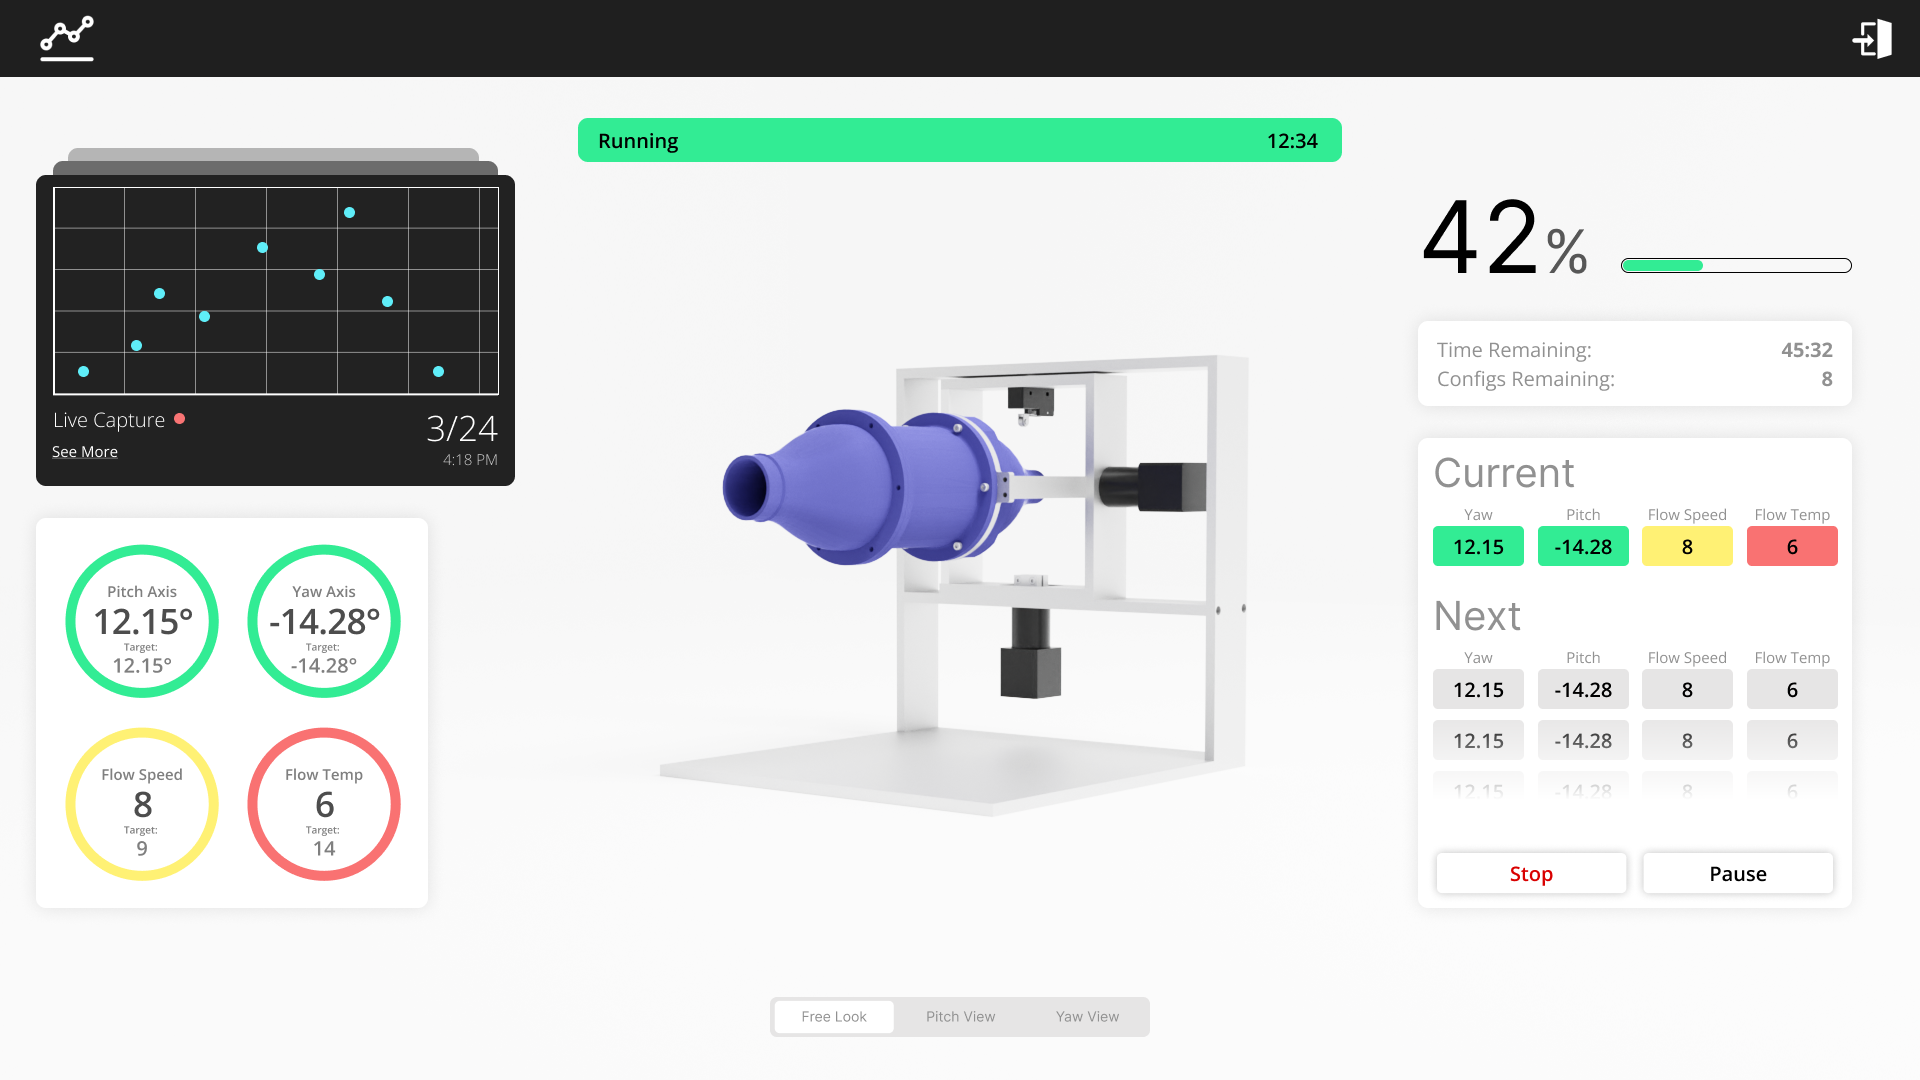 Running 12:34
Live Capture
See More
3/24
4:18 PM
Pitch Axis
12.15°
Target:
12.15°
Yaw Axis
-14.28°
Target:
-14.28°
Flow Speed
8
Target:
9
Flow Temp
6
Target:
14
42%
Time Remaining: 45:32
Configs Remaining: 8
Current
Yaw Pitch Flow Speed Flow Temp
12.15 -14.28 8 6
Next
Yaw Pitch Flow Speed Flow Temp
12.15 -14.28 8 6
12.15 -14.28 8 6
12.15 -14.28 8 6
Stop Pause
Free Look Pitch View Yaw View